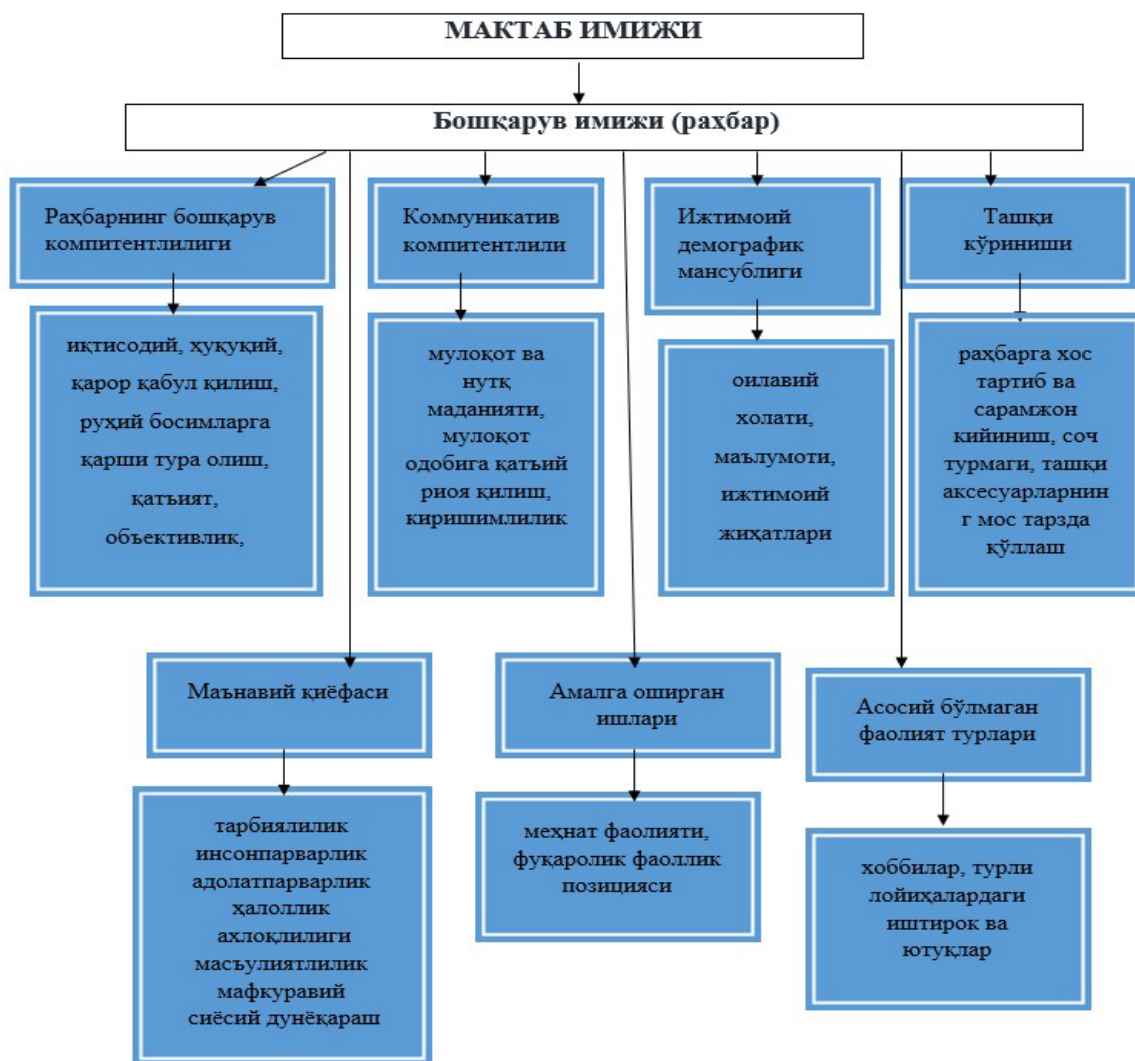 МАКТАБ ИМИЖИ
Бошқарув имижи (раҳбар)
Раҳбарнинг бошқарув
компитентлилиги
Коммуникатив
компитентлили
Ижтимоий
демографик
мансублиги
Ташқи
кўриниши
иқтисодий, ҳуқуқий,
қарор қабул қилиш,
руҳий босимларга
қарши тура олиш,
қатъият,
объективлик,
мулоқот ва
нутқ
маданияти,
мулоқот
одобига қатъий
риоя қилиш,
киришимлилик
оилавий
холати,
маълумоти,
ижтимоий
жиҳатлари
раҳбарга хос
тартиб ва
сарамжон
кийиниш, соч
турмаги, ташқи
аксесуарларнин
г мос тарзда
қўллаш
Маънавий қиёфаси
Амалга оширган
ишлари
Асосий бўлмаган
фаолият турлари
тарбиялилик
инсонпарварлик
адолатпарварлик
ҳалоллик
ахлоқлилиги
масъулиятлилик
мафкуравий
сиёсий дунёқараш
меҳнат фаолияти,
фуқаролик фаоллик
позицияси
хоббилар, турли
лойиҳалардаги
иштирок ва
ютуқлар